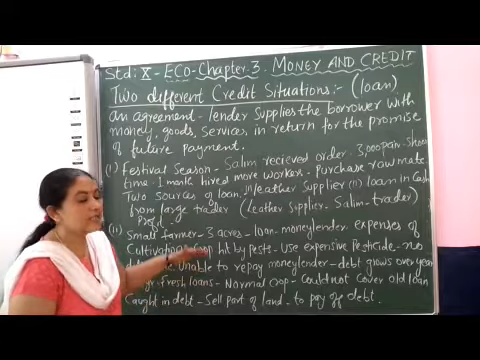 Std: X - ECO-Chapter.3. MONEY AND CREDIT
Two different Credit Situations:- (loan)
an agreement - lender Supplies the borrower with
money, goods, Services, in return for the promise
of future payment.
(i) Festival Season - Salim recieved order 3,000 pair - Shoes
time - 1 month hired more worker. Purchase raw mate.
Two sources of loan. (i) leather Supplier (ii) loan in Cash
from large trader (leather Supplier - Salim - trader)
(ii) Small farmer - 3 acres - loan - moneylender expenses of
Cultivation Crop hit by pests - Use expensive pesticide - no
Unable to repay moneylender - debt grows over year
fresh loans - Normal Crop - Could not Cover old loan
Caught in debt - Sell part of land - to pay off debt.